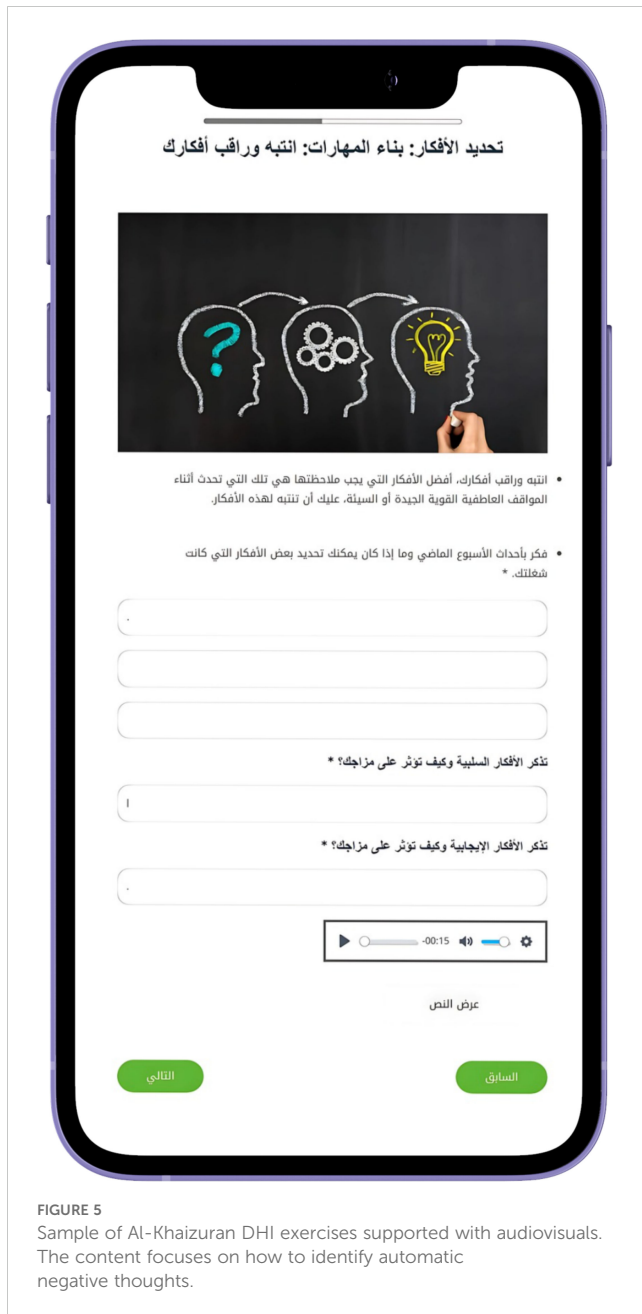 تحديد الأفكار: بناء المهارات: انتبه وراقب أفكارك
?
• انتبه وراقب أفكارك، أفضل الأفكار التي يجب ملاحظتها هي تلك التي تحدث أثناء
المواقف العاطفية القوية الجيدة أو السيئة، عليك أن تنتبه لهذه الأفكار.
• فكر بأحداث الأسبوع الماضي وما إذا كان يمكنك تحديد بعض الأفكار التي كانت
شغلتك. *
.
تذكر الأفكار السلبية وكيف تؤثر على مزاجك؟ *
ا
تذكر الأفكار الإيجابية وكيف تؤثر على مزاجك؟ *
.
-00:15
عرض النص
السابق
التالي
FIGURE 5
Sample of Al-Khaizuran DHI exercises supported with audiovisuals.
The content focuses on how to identify automatic
negative thoughts.